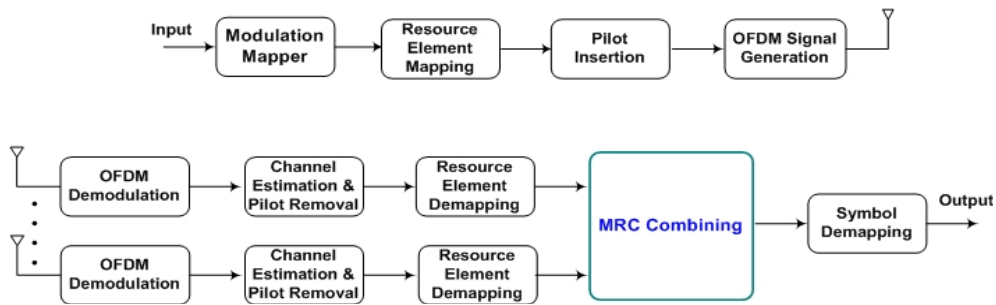 Input
Modulation
Mapper
Resource
Element
Mapping
Pilot
Insertion
OFDM Signal
Generation
OFDM
Demodulation
Channel
Estimation &
Pilot Removal
Resource
Element
Demapping
MRC Combining
Symbol
Demapping
Output
OFDM
Demodulation
Channel
Estimation &
Pilot Removal
Resource
Element
Demapping